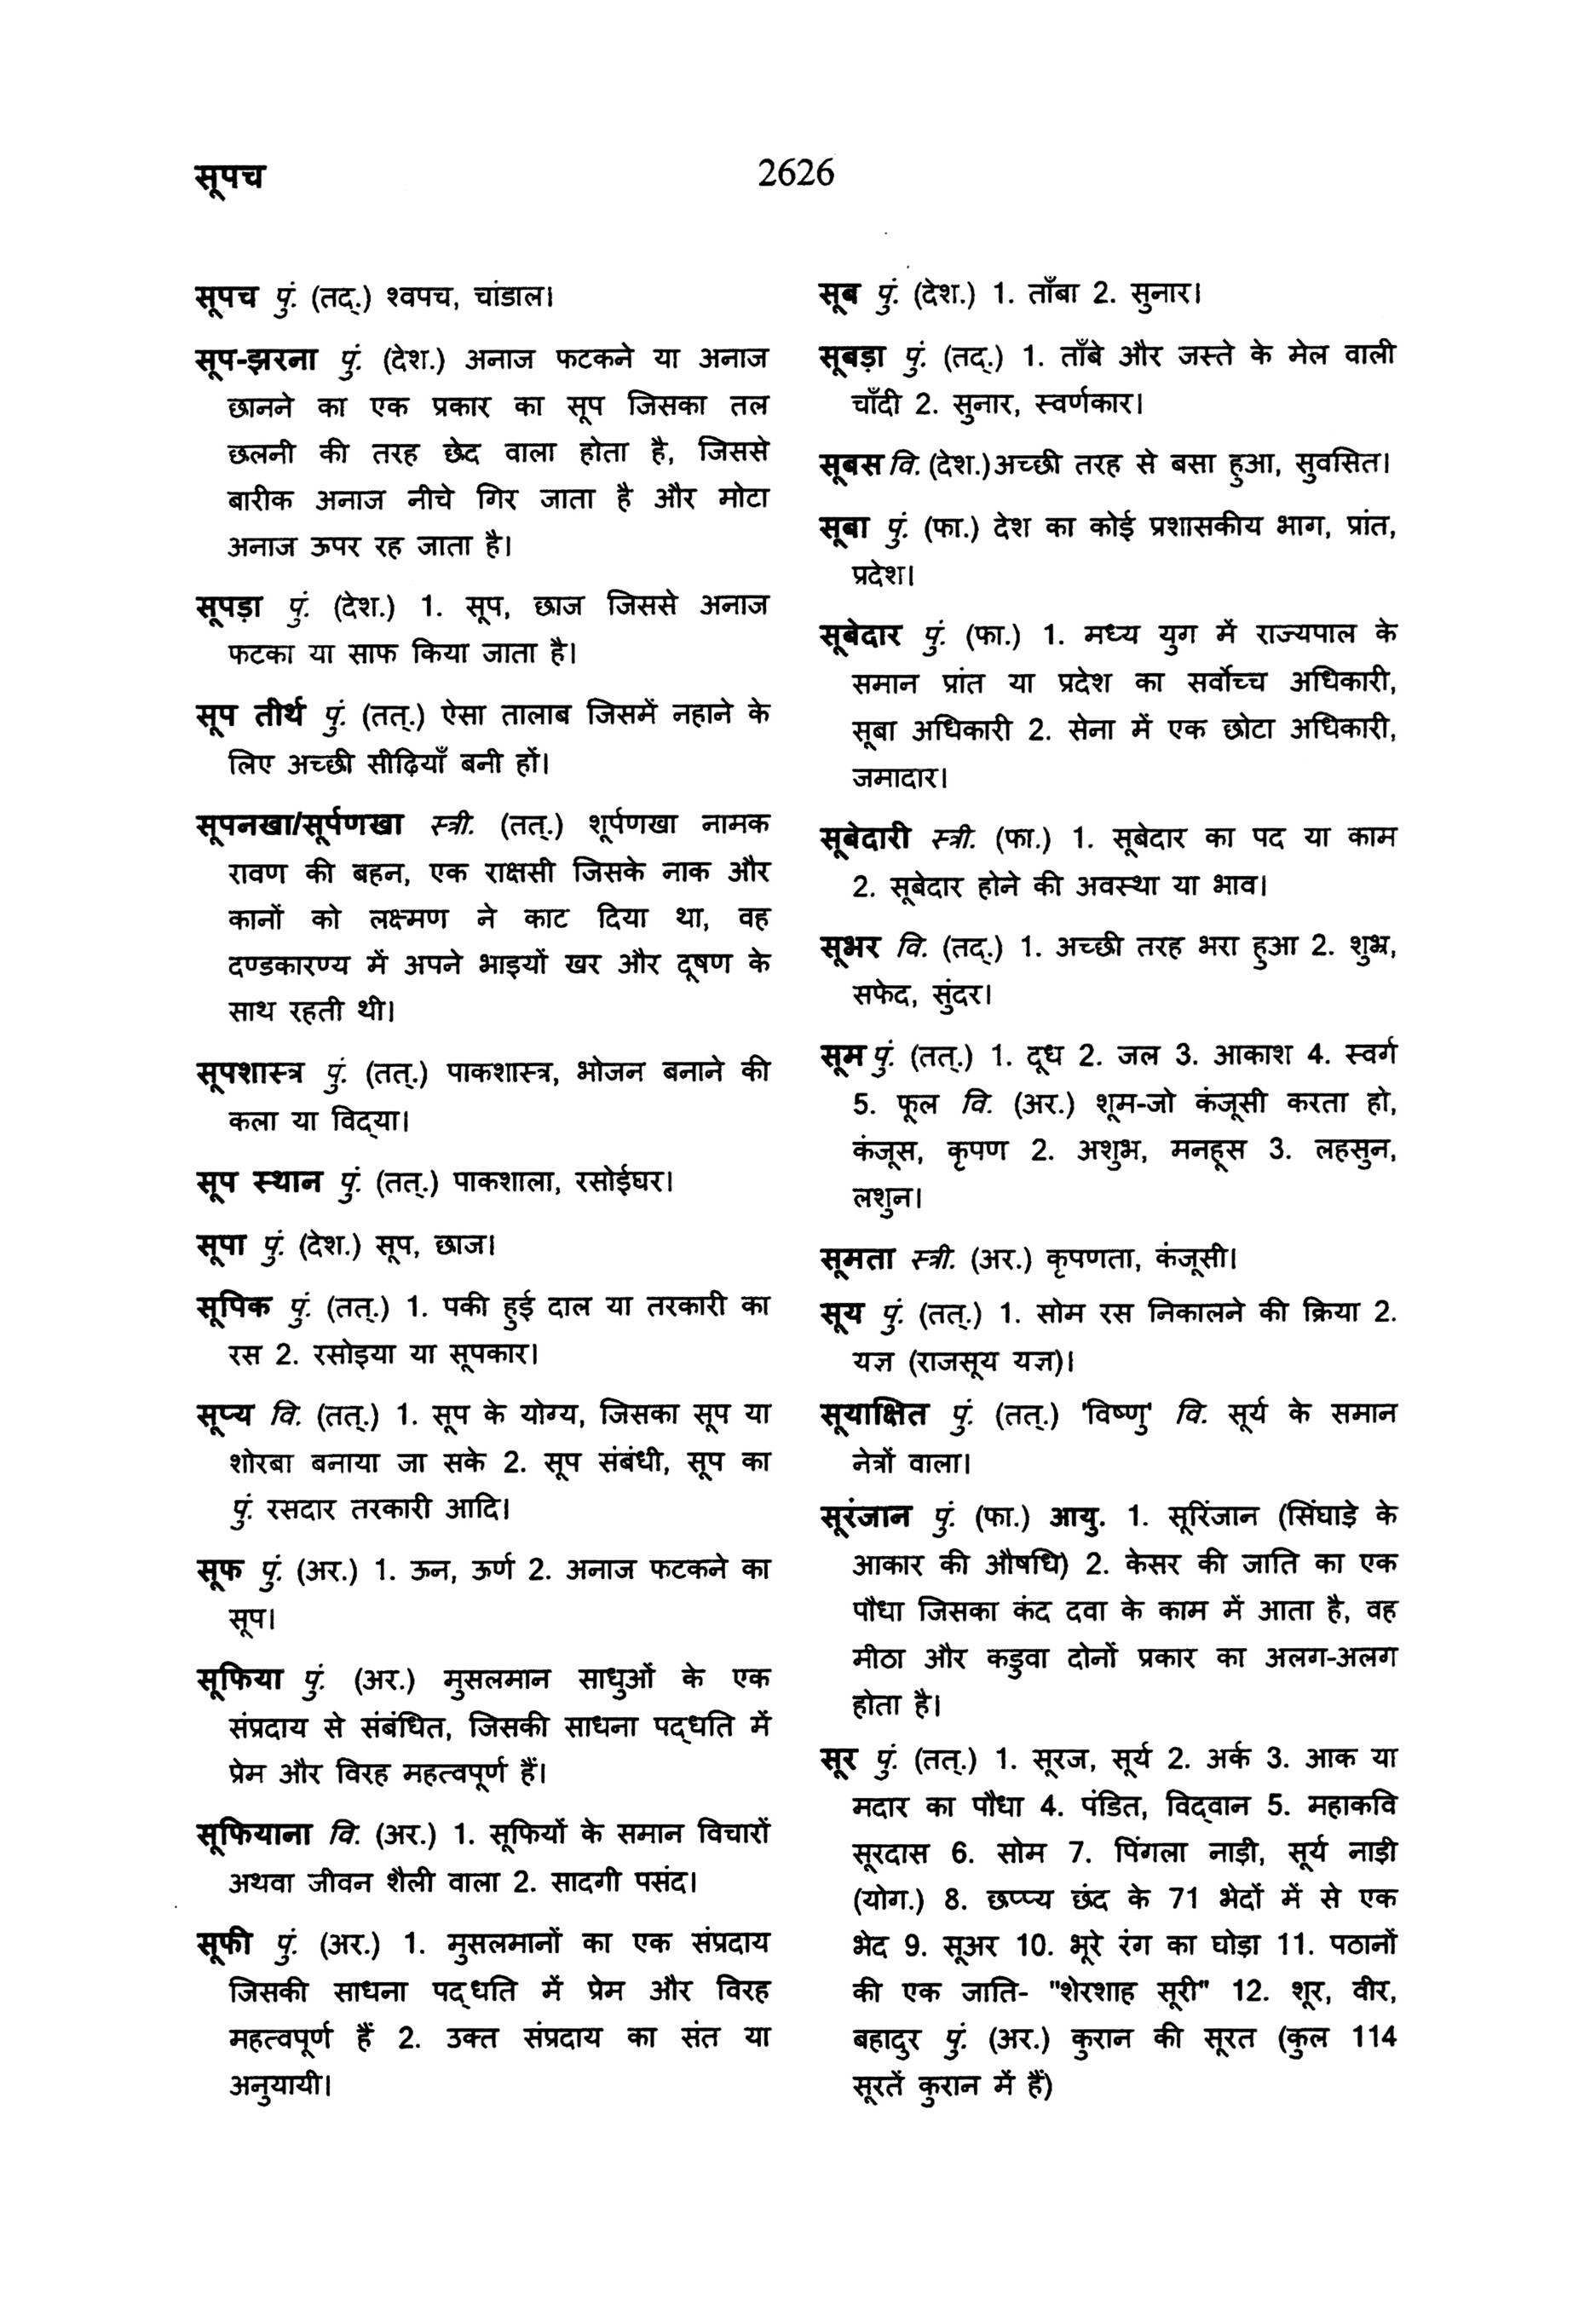 सूपच
2626
सूपच पुं. (तद्.) श्वपच, चांडाल।
सूप-झरना पुं. (देश.) अनाज फटकने या अनाज
छानने का एक प्रकार का सूप जिसका तल
छलनी की तरह छेद वाला होता है, जिससे
बारीक अनाज नीचे गिर जाता है और मोटा
अनाज ऊपर रह जाता है।
सूपड़ा पुं. (देश.) 1. सूप, छाज जिससे अनाज
फटका या साफ किया जाता है।
सूप तीर्थ पुं. (तत्.) ऐसा तालाब जिसमें नहाने के
लिए अच्छी सीढ़ियाँ बनी हों।
सूपनखा/सूर्पणखा स्त्री. (तत्.) शूर्पणखा नामक
रावण की बहन, एक राक्षसी जिसके नाक और
कानों को लक्ष्मण ने काट दिया था, वह
दण्डकारण्य में अपने भाइयों खर और दूषण के
साथ रहती थी।
सूपशास्त्र पुं. (तत्.) पाकशास्त्र, भोजन बनाने की
कला या विद्‌या।
सूप स्थान पुं. (तत्.) पाकशाला, रसोईघर।
सूपा पुं. (देश.) सूप, छाज।
सूपिक पुं. (तत्.) 1. पकी हुई दाल या तरकारी का
रस 2. रसोइया या सूपकार।
सूप्य वि. (तत्.) 1. सूप के योग्य, जिसका सूप या
शोरबा बनाया जा सके 2. सूप संबंधी, सूप का
पुं. रसदार तरकारी आदि।
सूफ पुं. (अर.) 1. ऊन, ऊर्ण 2. अनाज फटकने का
सूप।
सूफिया पुं. (अर.) मुसलमान साधुओं के एक
संप्रदाय से संबंधित, जिसकी साधना पद्‌धति में
प्रेम और विरह महत्वपूर्ण हैं।
सूफियाना वि. (अर.) 1. सूफियों के समान विचारों
अथवा जीवन शैली वाला 2. सादगी पसंद।
सूफी पुं. (अर.) 1. मुसलमानों का एक संप्रदाय
जिसकी साधना पद्‌धति में प्रेम और विरह
महत्वपूर्ण हैं 2. उक्त संप्रदाय का संत या
अनुयायी।
सूब पुं. (देश.) 1. ताँबा 2. सुनार।
सूबड़ा पुं. (तद्.) 1. ताँबे और जस्ते के मेल वाली
चाँदी 2. सुनार, स्वर्णकार।
सूबस वि. (देश.)अच्छी तरह से बसा हुआ, सुवसित।
सूबा पुं. (फा.) देश का कोई प्रशासकीय भाग, प्रांत,
प्रदेश।
सूबेदार पुं. (फा.) 1. मध्य युग में राज्यपाल के
समान प्रांत या प्रदेश का सर्वोच्च अधिकारी,
सूबा अधिकारी 2. सेना में एक छोटा अधिकारी,
जमादार।
सूबेदारी स्त्री. (फा.) 1. सूबेदार का पद या काम
2. सूबेदार होने की अवस्था या भाव।
सूभर वि. (तद्.) 1. अच्छी तरह भरा हुआ 2. शुभ्र,
सफेद, सुंदर।
सूम पुं. (तत्.) 1. दूध 2. जल 3. आकाश 4. स्वर्ग
5. फूल वि. (अर.) शूम-जो कंजूसी करता हो,
कंजूस, कृपण 2. अशुभ, मनहूस 3. लहसुन,
लशुन।
सूमता स्त्री. (अर.) कृपणता, कंजूसी।
सूय पुं. (तत्.) 1. सोम रस निकालने की क्रिया 2.
यज्ञ (राजसूय यज्ञ)।
सूयाक्षित पुं. (तत्.) 'विष्णु' वि. सूर्य के समान
नेत्रों वाला।
सूरंजान पुं. (फा.) आयु. 1. सूरिंजान (सिंघाड़े के
आकार की औषधि) 2. केसर की जाति का एक
पौधा जिसका कंद दवा के काम में आता है, वह
मीठा और कड़ुवा दोनों प्रकार का अलग-अलग
होता है।
सूर पुं. (तत्.) 1. सूरज, सूर्य 2. अर्क 3. आक या
मदार का पौधा 4. पंडित, विद्‌वान 5. महाकवि
सूरदास 6. सोम 7. पिंगला नाड़ी, सूर्य नाड़ी
(योग.) 8. छप्प्य छंद के 71 भेदों में से एक
भेद 9. सूअर 10. भूरे रंग का घोड़ा 11. पठानों
की एक जाति- "शेरशाह सूरी" 12. शूर, वीर,
बहादुर पुं. (अर.) कुरान की सूरत (कुल 114
सूरतें कुरान में हैं)